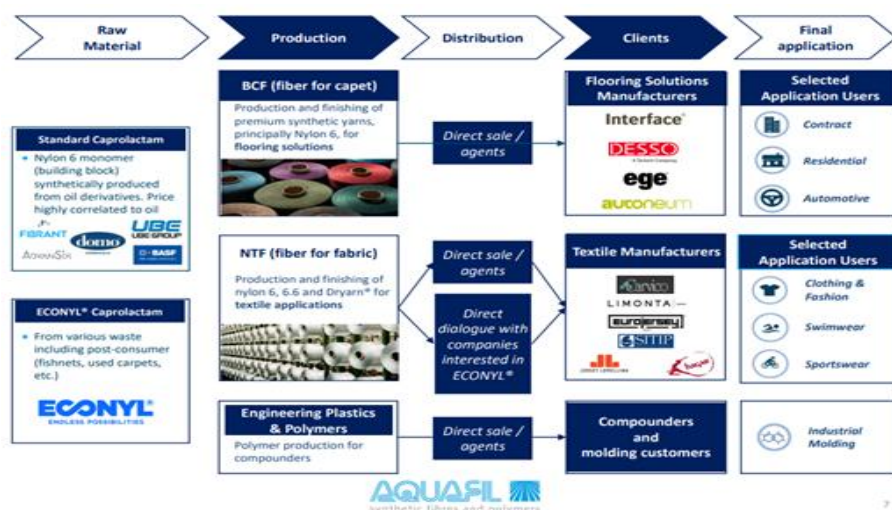 Raw
Material
Production
Distribution
Clients
Final
application
Standard Caprolactam
Nylon 6 monomer
(building block)
synthetically produced
from oil derivatives. Price
highly correlated to oil
FIBRANT
domo
UBE
UBE GROUP
ADVANSIX
BASF
ECONYL® Caprolactam
From various waste
including post-consumer
(fishnets, used carpets,
etc.)
ECONYL®
ENDLESS POSSIBILITIES
BCF (fiber for capet)
Production and finishing of
premium synthetic yarns,
principally Nylon 6, for
flooring solutions
NTF (fiber for fabric)
Production and finishing of
nylon 6, 6.6 and Dryarn® for
textile applications
Engineering Plastics
& Polymers
Polymer production for
compounders
Direct sale /
agents
Direct sale /
agents
Direct
dialogue with
companies
interested in
ECONYL®
Direct sale /
agents
Flooring Solutions
Manufacturers
Interface®
DESSO
ege
autoneum
Textile Manufacturers
Carvico
LIMONTA
eurojersey
SITIP
Compounders
and
molding customers
Selected
Application Users
Contract
Residential
Automotive
Selected
Application Users
Clothing &
Fashion
Swimwear
Sportswear
Industrial
Molding
AQUAFIL
synthetic fibres and polymers
7